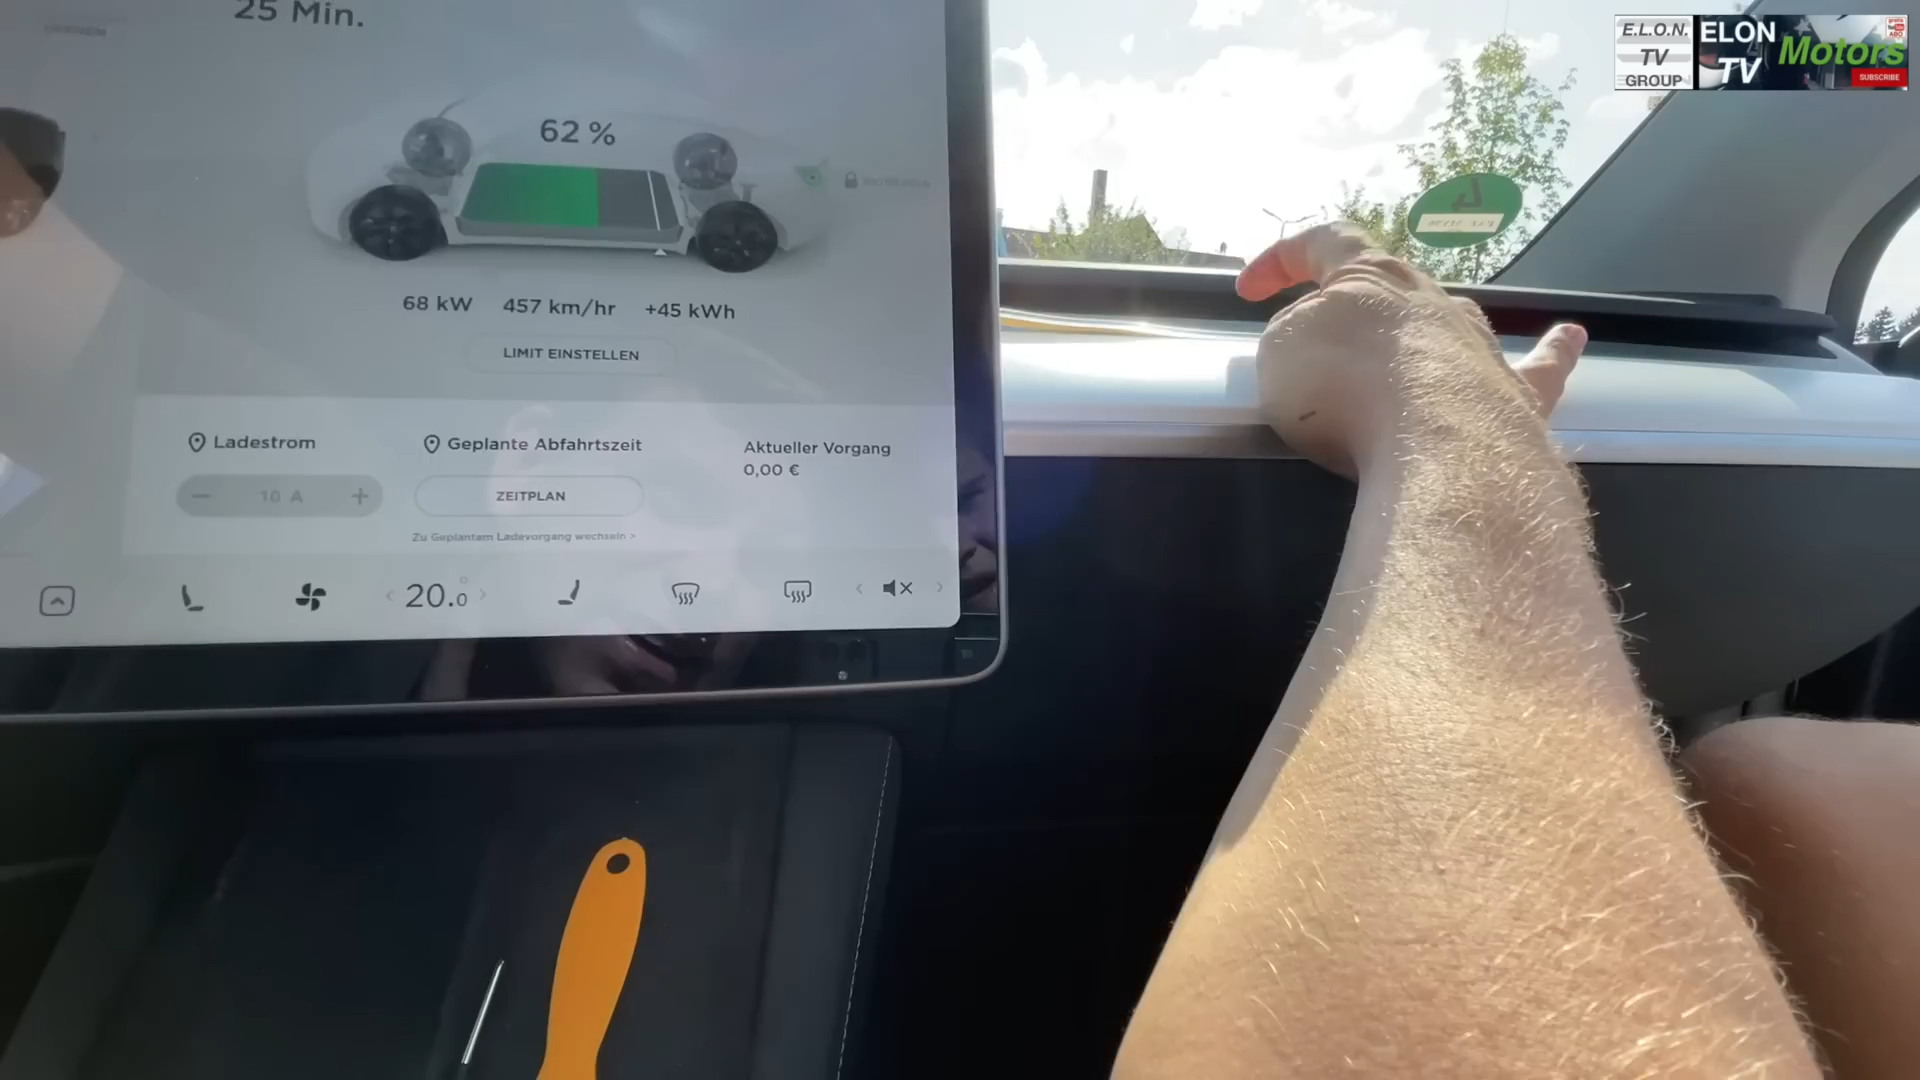 25 Min.
62 %
68 kW 457 km/hr +45 kWh
LIMIT EINSTELLEN
Ladestrom
10 A
Geplante Abfahrtszeit
ZEITPLAN
Zu Geplantem Ladevorgang wechseln >
Aktueller Vorgang
0,00 €
20.0
4
E.L.O.N.
TV
GROUP
ELON
TV
Motors
SUBSCRIBE